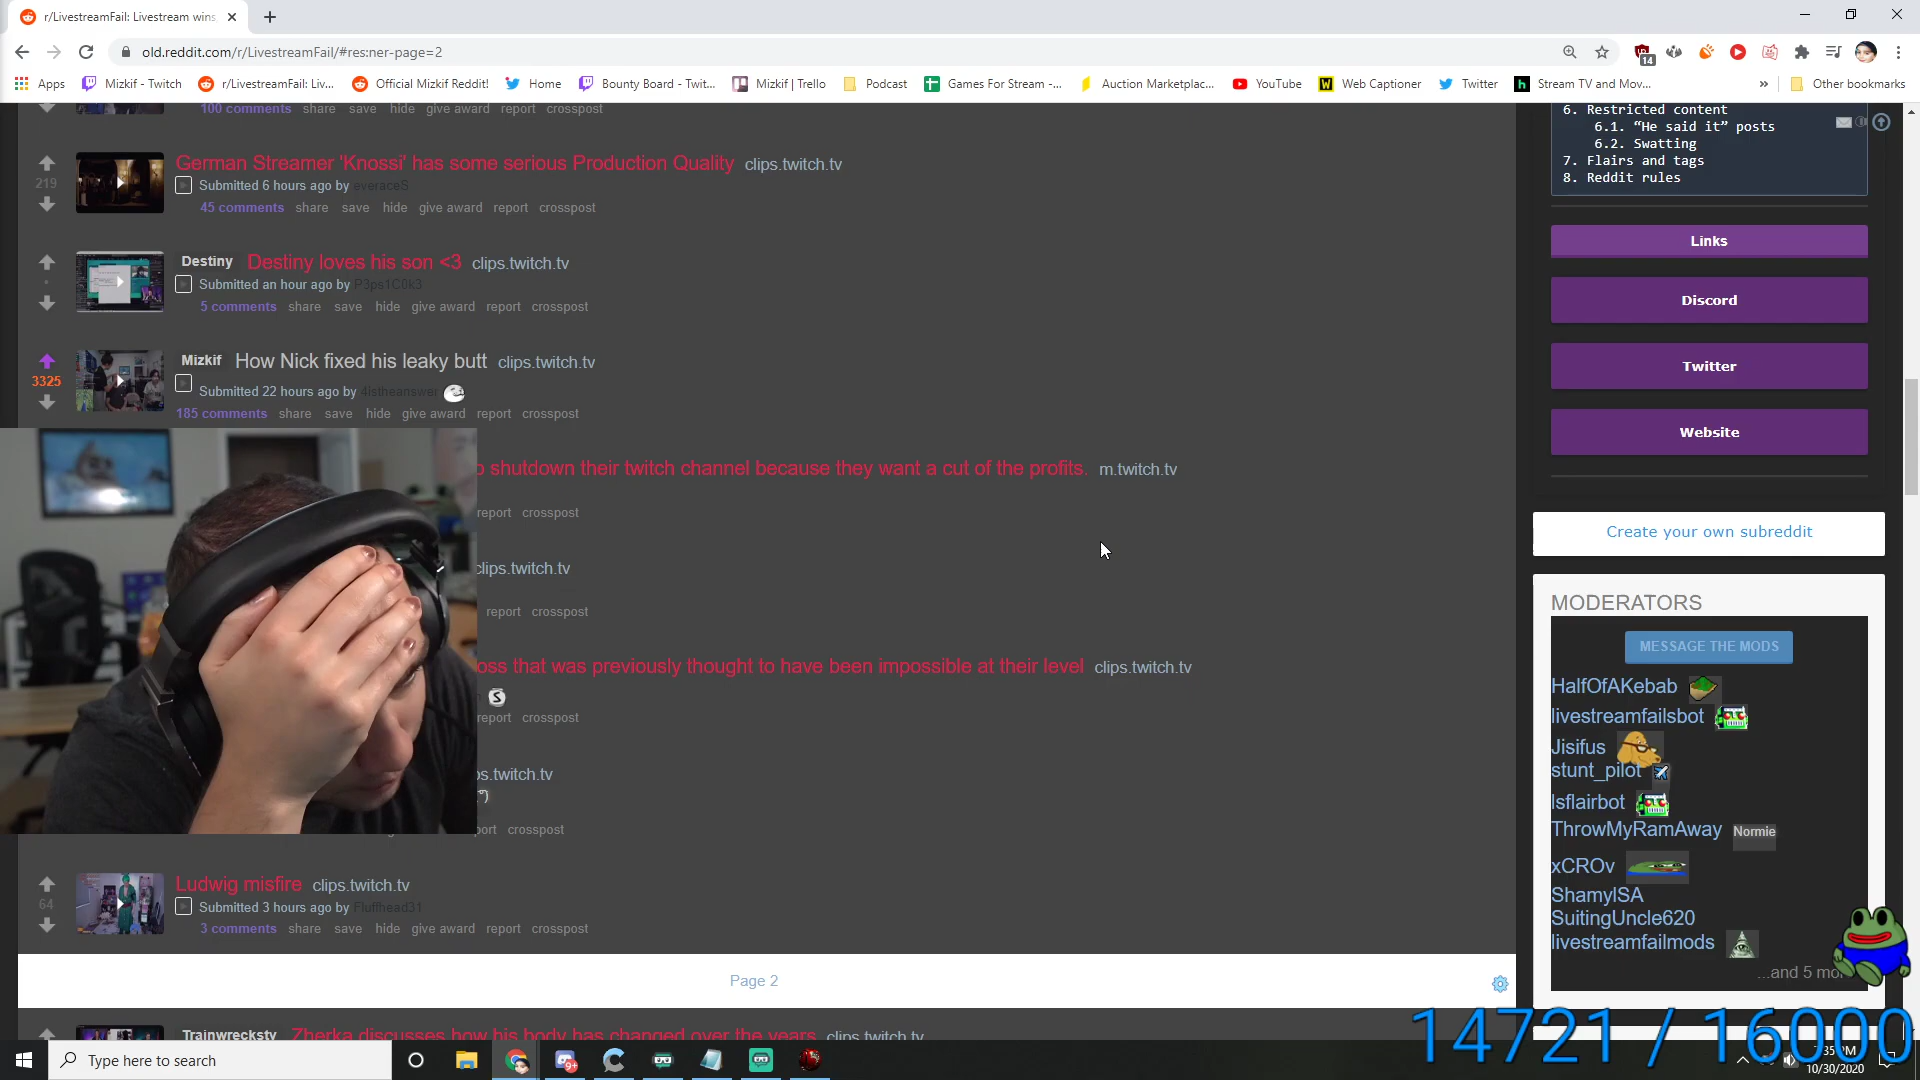 r/LivestreamFail: Livestream wins,
old.reddit.com/r/LivestreamFail/#res:ner-page=2
14
Apps
Mizkif - Twitch
r/LivestreamFail: Liv...
Official Mizkif Reddit!
Home
Bounty Board - Twit...
Mizkif | Trello
Podcast
Games For Stream -...
Auction Marketplac...
YouTube
Web Captioner
Twitter
Stream TV and Mov...
»
Other bookmarks
100 comments share save hide give award report crosspost
219
German Streamer 'Knossi' has some serious Production Quality clips.twitch.tv
Submitted 6 hours ago by everaceS
45 comments share save hide give award report crosspost
Destiny Destiny loves his son <3 clips.twitch.tv
Submitted an hour ago by P3ps1C0k3
5 comments share save hide give award report crosspost
3325
Mizkif How Nick fixed his leaky butt clips.twitch.tv
Submitted 22 hours ago by 4Istheanswer
185 comments share save hide give award report crosspost
shutdown their twitch channel because they want a cut of the profits. m.twitch.tv
report crosspost
clips.twitch.tv
report crosspost
oss that was previously thought to have been impossible at their level clips.twitch.tv
S
report crosspost
ps.twitch.tv
port crosspost
64
Ludwig misfire clips.twitch.tv
Submitted 3 hours ago by Fluffhead31
3 comments share save hide give award report crosspost
Page 2
Trainwreckstv Zherka discusses how his body has changed over the years clips.twitch.tv
6. Restricted content
6.1. “He said it” posts
6.2. Swatting
7. Flairs and tags
8. Reddit rules
Links
Discord
Twitter
Website
Create your own subreddit
MODERATORS
MESSAGE THE MODS
HalfOfAKebab
livestreamfailsbot
Jisifus
stunt_pilot
lsflairbot
ThrowMyRamAway Normie
xCROv
ShamyISA
SuitingUncle620
livestreamfailmods
...and 5 mo
14721 / 16000
Type here to search
9+
:35 PM
10/30/2020